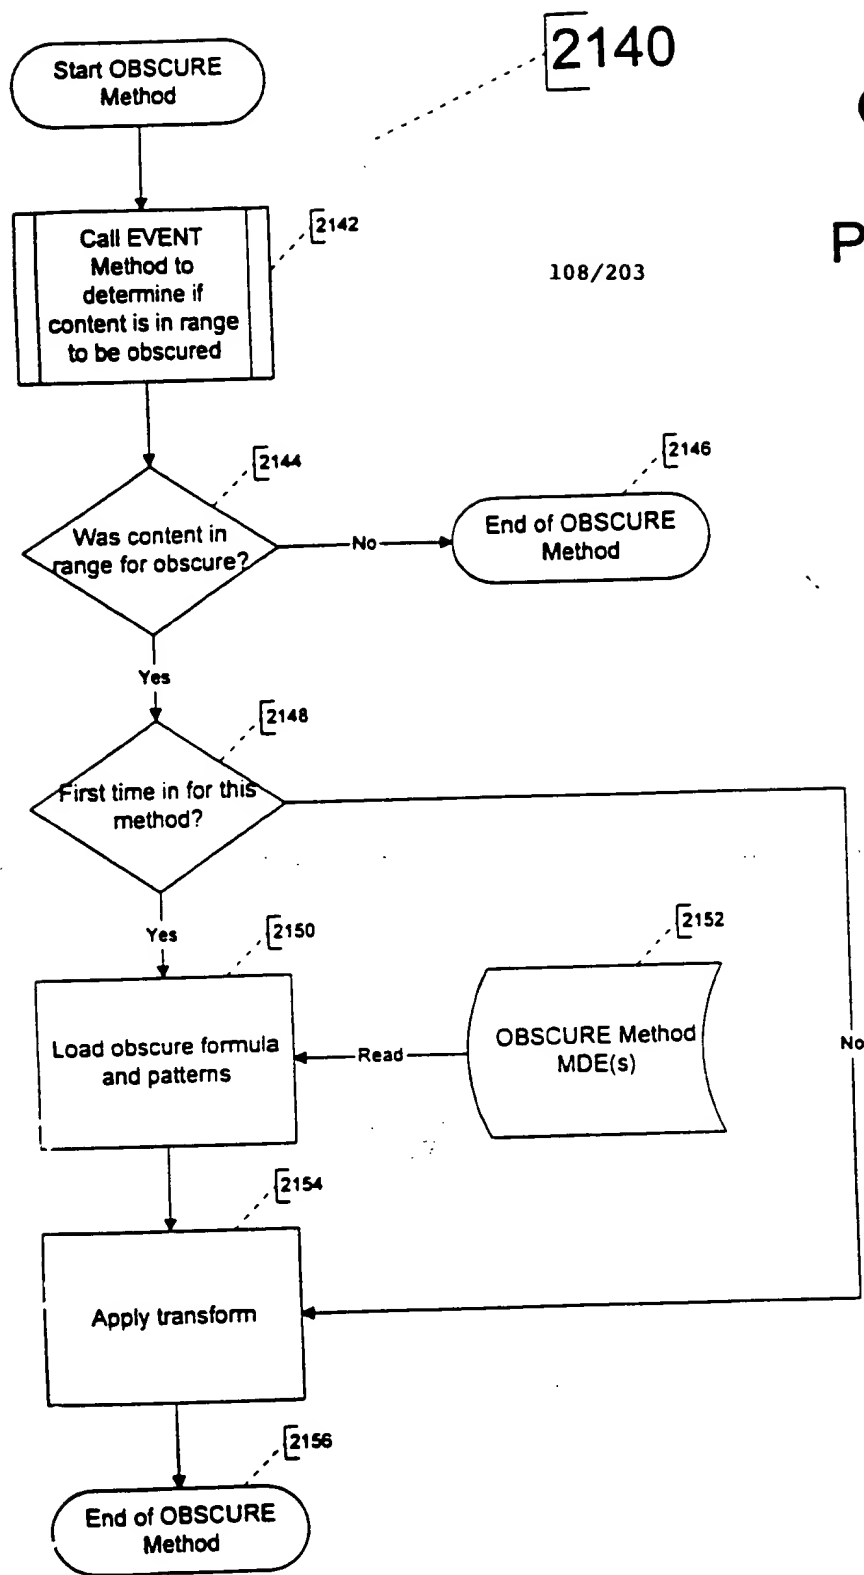 2140
Start OBSCURE
Method
2142
Call EVENT
Method to
determine if
content is in range
to be obscured
108/203
P
2144
2146
Was content in
range for obscure?
No
End of OBSCURE
Method
Yes
2148
First time in for this
method?
Yes
2150
2152
Load obscure formula
and patterns
Read
OBSCURE Method
MDE(s)
No
2154
Apply transform
2156
End of OBSCURE
Method